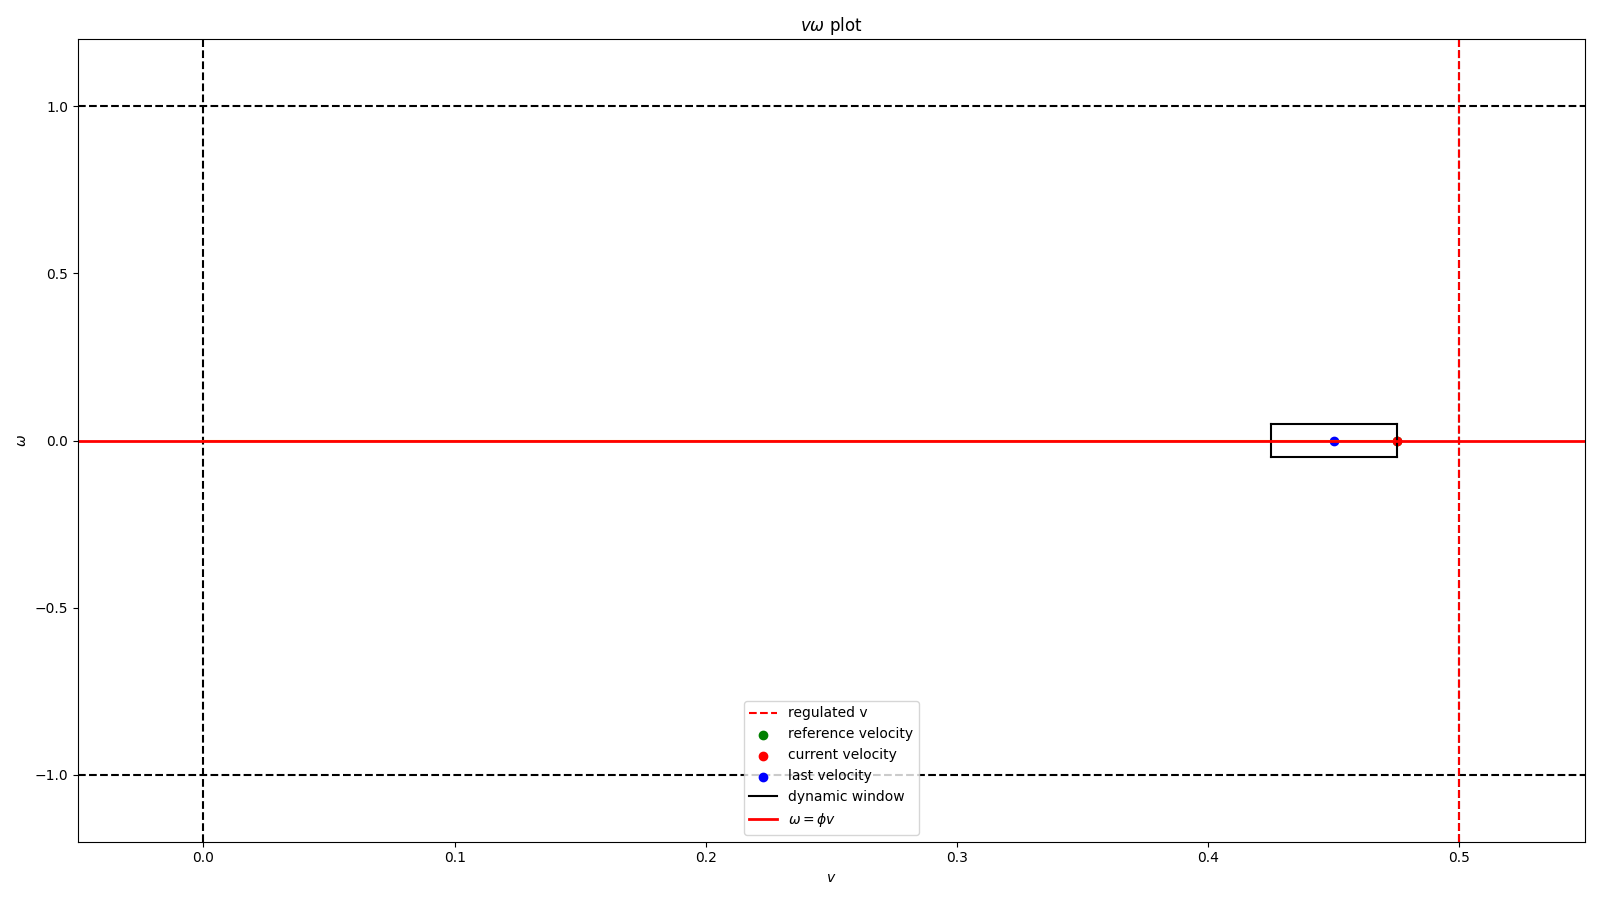 vω plot
1.0
0.5
0.0
−0.5
−1.0
ω
regulated v
reference velocity
current velocity
last velocity
dynamic window
ω = ϕv
0.0 0.1 0.2 0.3 0.4 0.5
v